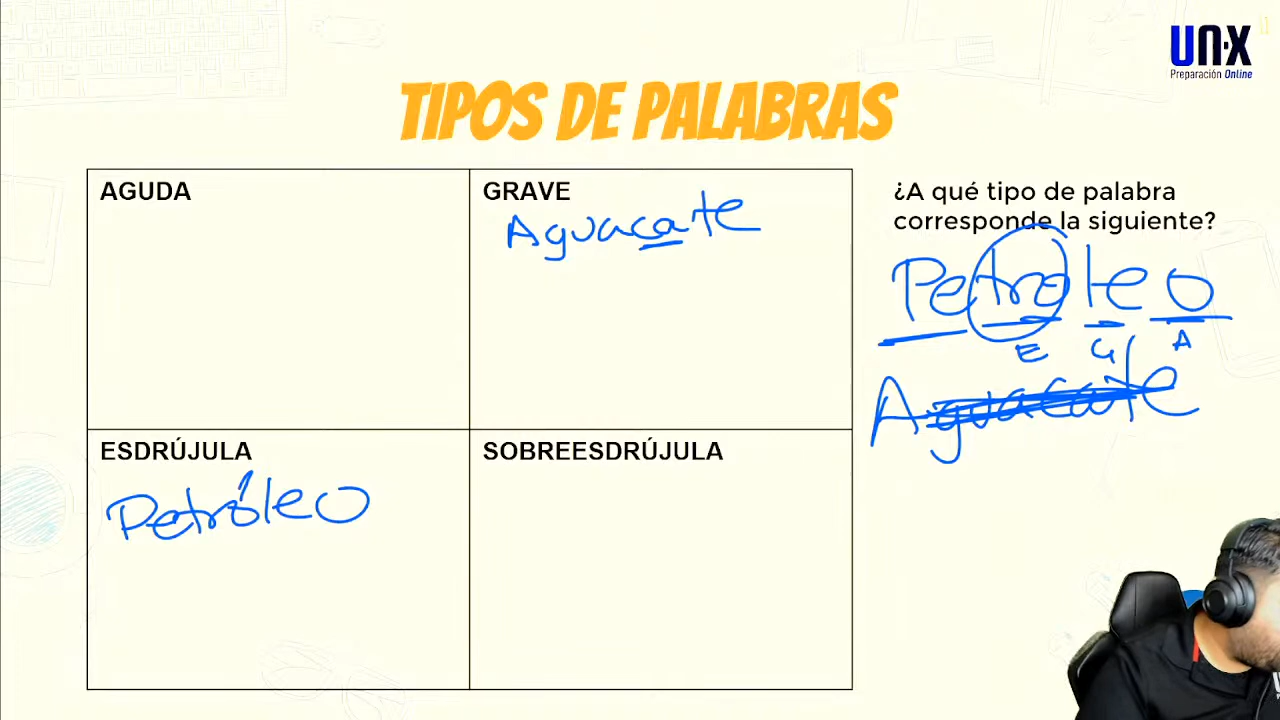 UN-X
Preparación Online
TIPOS DE PALABRAS
AGUDA
GRAVE
Aguacate
ESDRÚJULA
Petróleo
SOBREESDRÚJULA
¿A qué tipo de palabra
corresponde la siguiente?
Petroleo
E G A
Aguacate